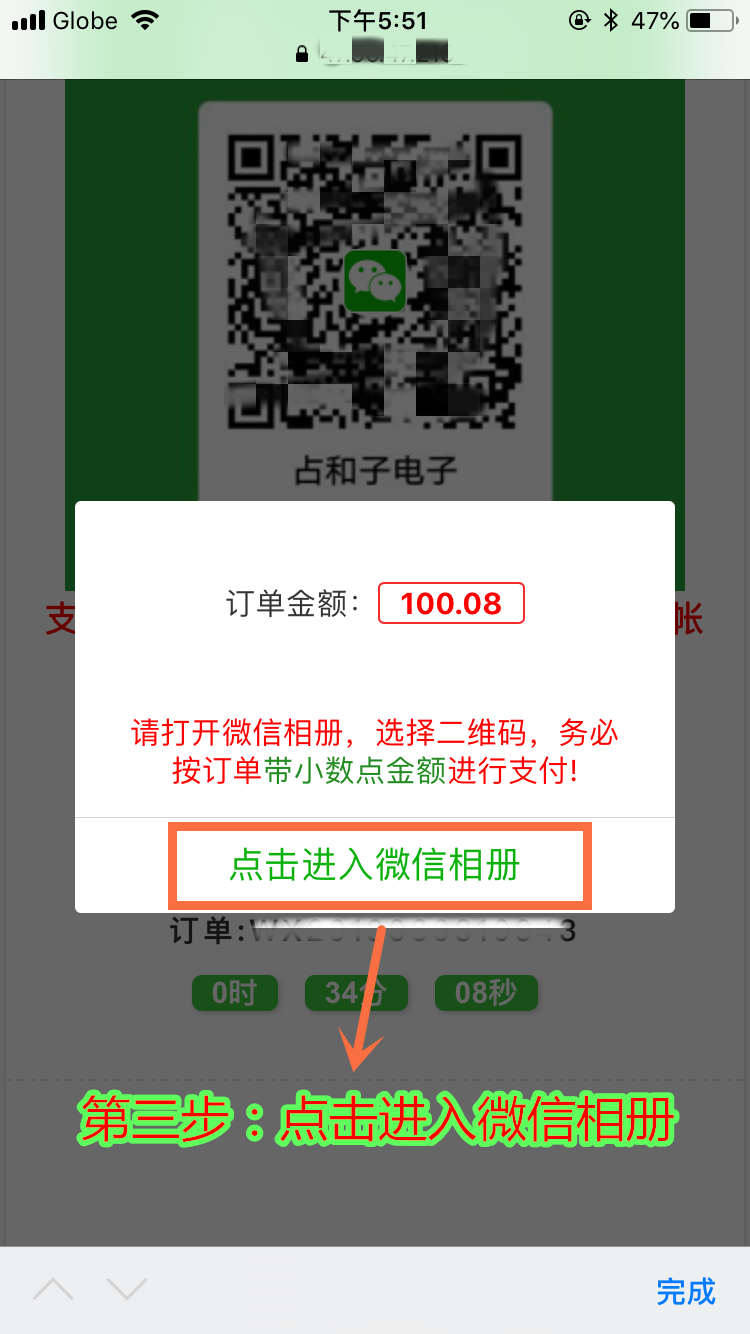 Globe
下午5:51
47%
占和子电子
订单金额：
100.08
支
帐
请打开微信相册，选择二维码，务必
按订单带小数点金额进行支付!
点击进入微信相册
订单:
0时
34分
08秒
第三步：点击进入微信相册
完成